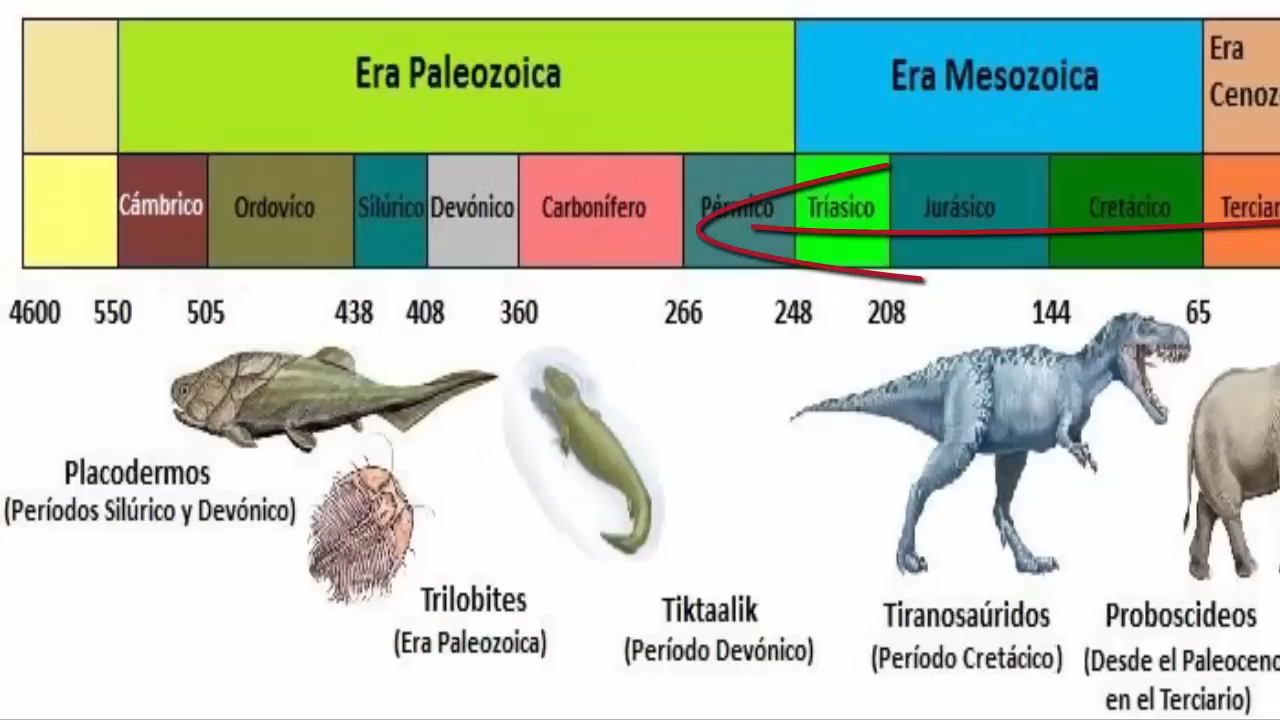 Era Paleozoica
Era Mesozoica
Era
Cenoz
Cámbrico
Ordovíco
Silúrico
Devónico
Carbonífero
Pérmico
Tríasico
Jurásico
Cretácico
Terciar
4600
550
505
438
408
360
266
248
208
144
65
Placodermos
(Períodos Silúrico y Devónico)
Trilobites
(Era Paleozoica)
Tiktaalik
(Período Devónico)
Tiranosaúridos
(Período Cretácico)
Proboscideos
(Desde el Paleoceno
en el Terciario)